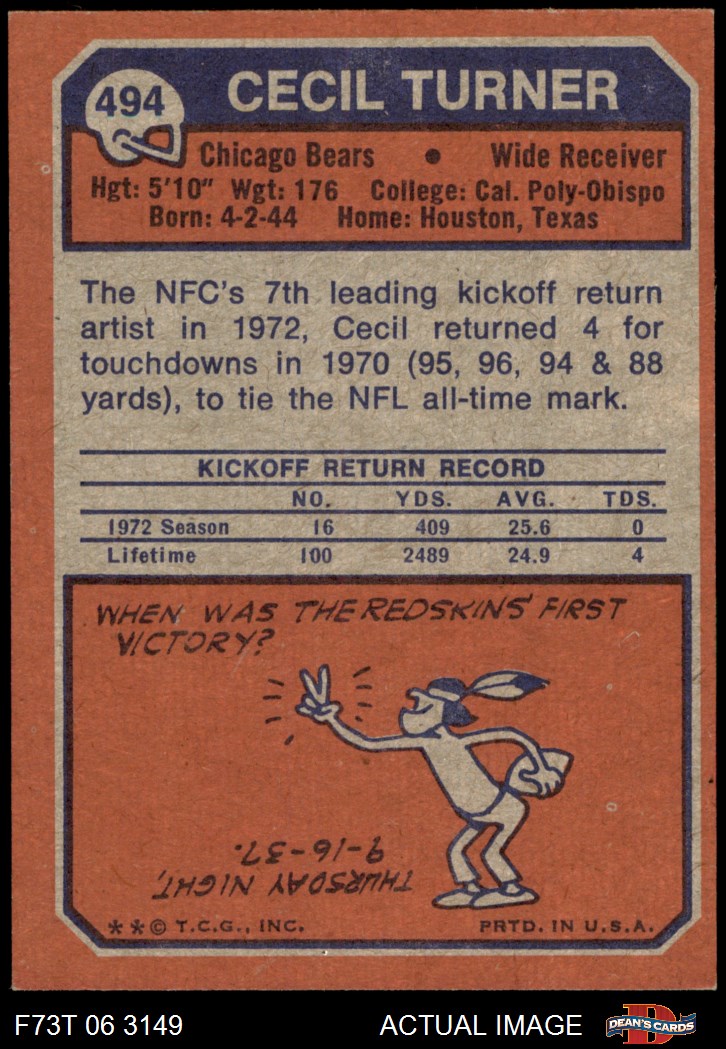 494
CECIL TURNER
Chicago Bears • Wide Receiver
Hgt: 5'10" Wgt: 176 College: Cal. Poly-Obispo
Born: 4-2-44 Home: Houston, Texas
The NFC's 7th leading kickoff return
artist in 1972, Cecil returned 4 for
touchdowns in 1970 (95, 96, 94 & 88
yards), to tie the NFL all-time mark.
KICKOFF RETURN RECORD
NO. YDS. AVG. TDS.
1972 Season 16 409 25.6 0
Lifetime 100 2489 24.9 4
WHEN WAS THE REDSKINS' FIRST
VICTORY?
THURSDAY NIGHT,
9-16-37.
**© T.C.G., INC. PRTD. IN U.S.A.
F73T 06 3149 ACTUAL IMAGE
D
DEAN'S CARDS